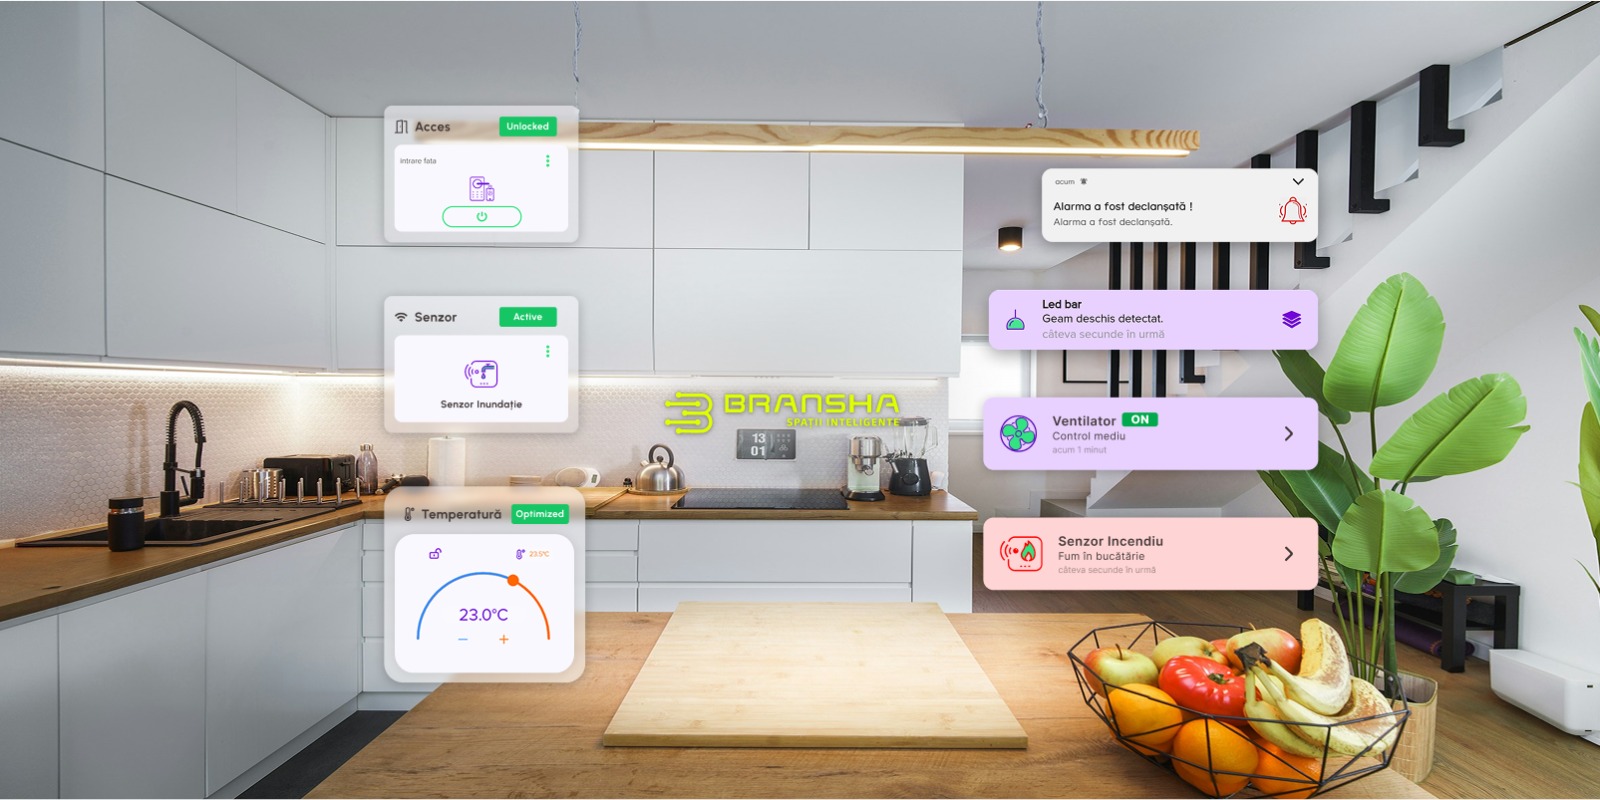 Acces
Unlocked
intrare fata
Senzor
Active
Senzor Inundație
Temperatură
Optimized
23.5°C
23.0°C
− +
BRANSHA
SPAȚII INTELIGENTE
13
01
acum
Alarma a fost declanșată !
Alarma a fost declanșată.
Led bar
Geam deschis detectat.
câteva secunde în urmă
Ventilator ON
Control mediu
acum 1 minut
Senzor Incendiu
Fum în bucătărie
câteva secunde în urmă